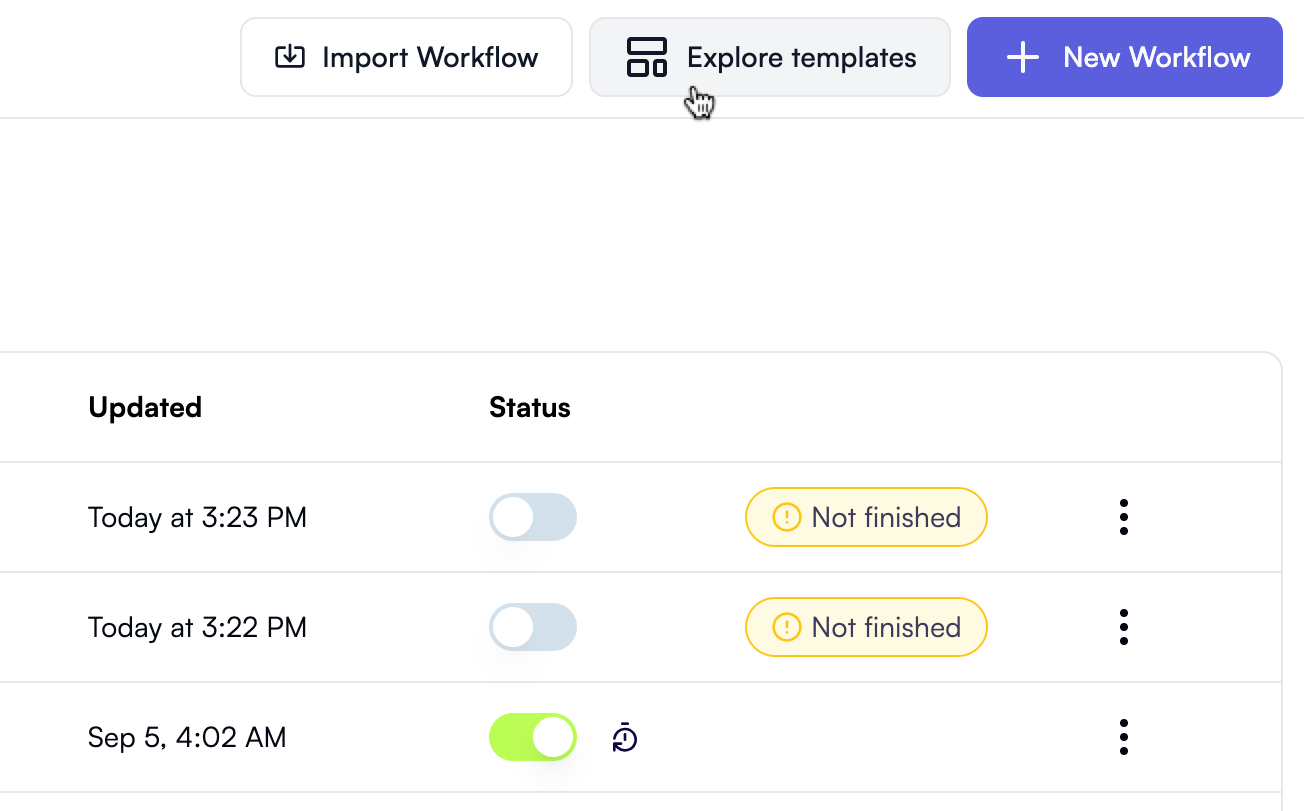 Import Workflow
Explore templates
New Workflow
Updated
Status
Today at 3:23 PM
Not finished
Today at 3:22 PM
Not finished
Sep 5, 4:02 AM